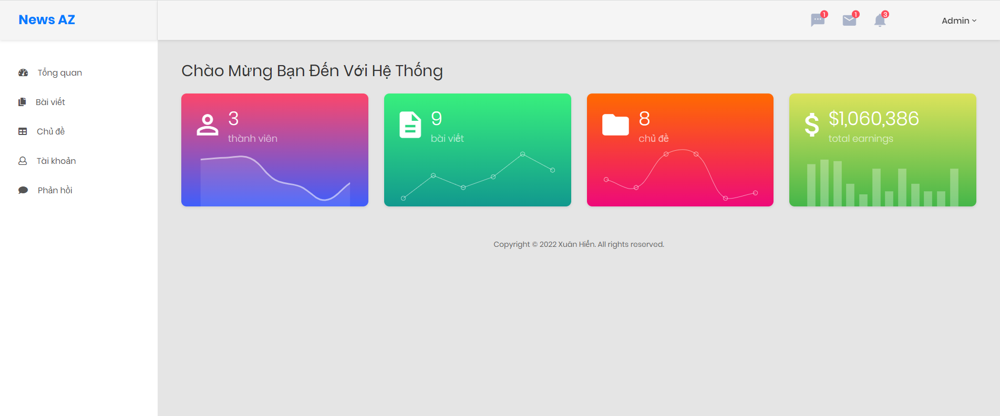 News AZ
1
1
3
Admin
Tổng quan
Bài viết
Chủ đề
Tài khoản
Phản hồi
Chào Mừng Bạn Đến Với Hệ Thống
3
thành viên
9
bài viết
8
chủ đề
$1,060,386
total earnings
Copyright © 2022 Xuân Hiển. All rights reserved.